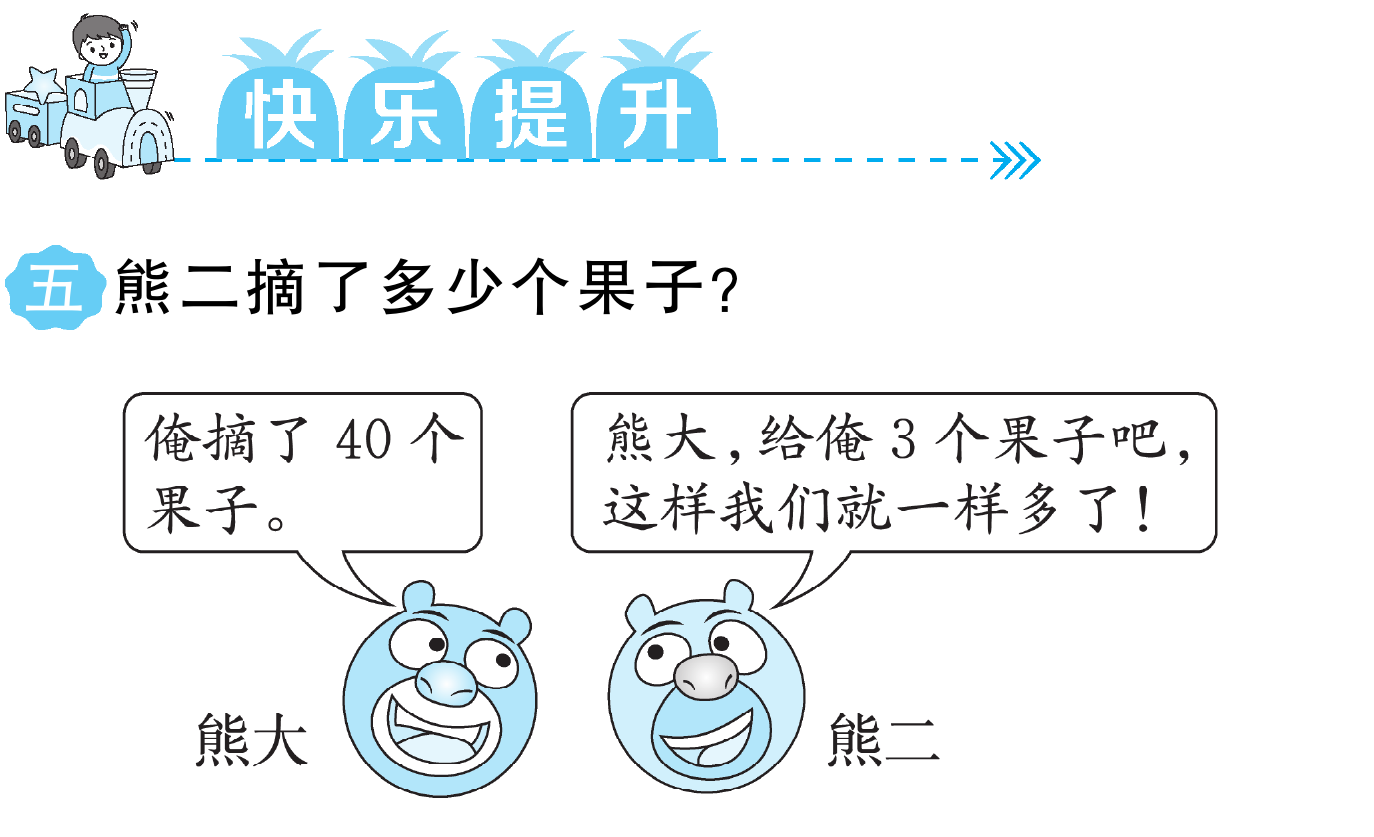 快乐提升
五 熊二摘了多少个果子?
俺摘了 40 个
果子。
熊大,给俺 3 个果子吧,
这样我们就一样多了!
熊大
熊二